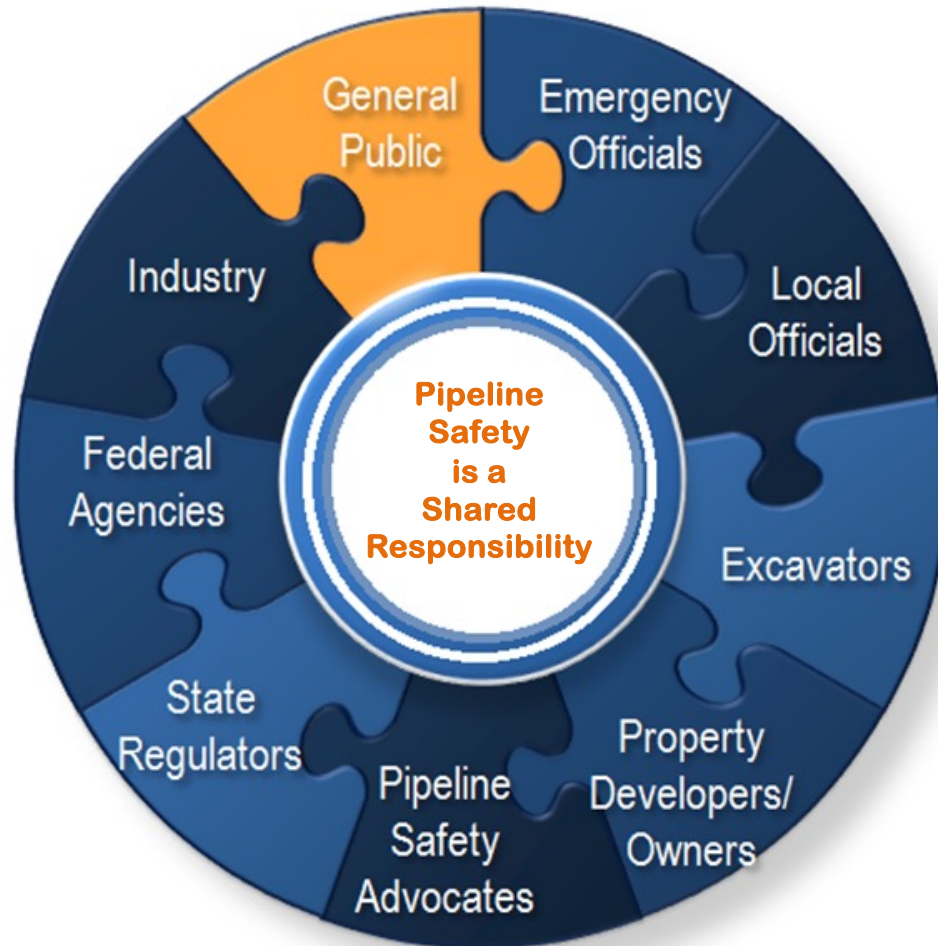 General
Public
Emergency
Officials
Local
Officials
Excavators
Property
Developers/
Owners
Pipeline
Safety
Advocates
State
Regulators
Federal
Agencies
Industry
Pipeline
Safety
is a
Shared
Responsibility